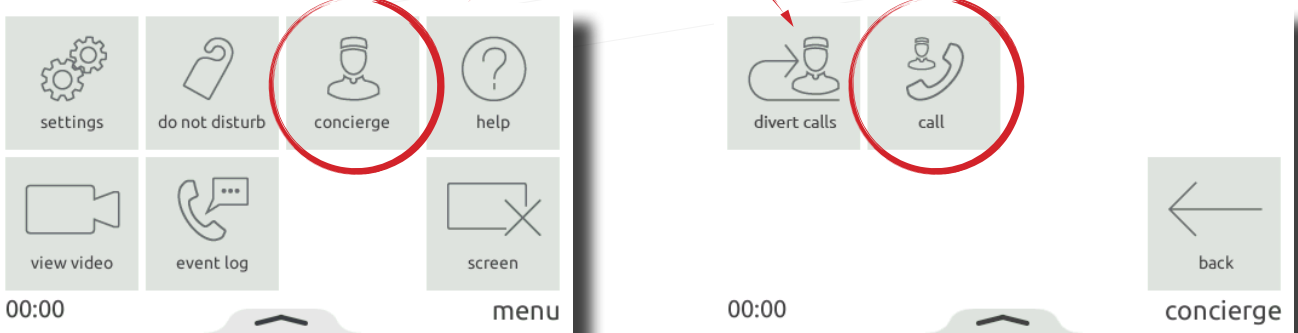 settings
do not disturb
concierge
help
view video
event log
screen
00:00
menu
divert calls
call
back
00:00
concierge